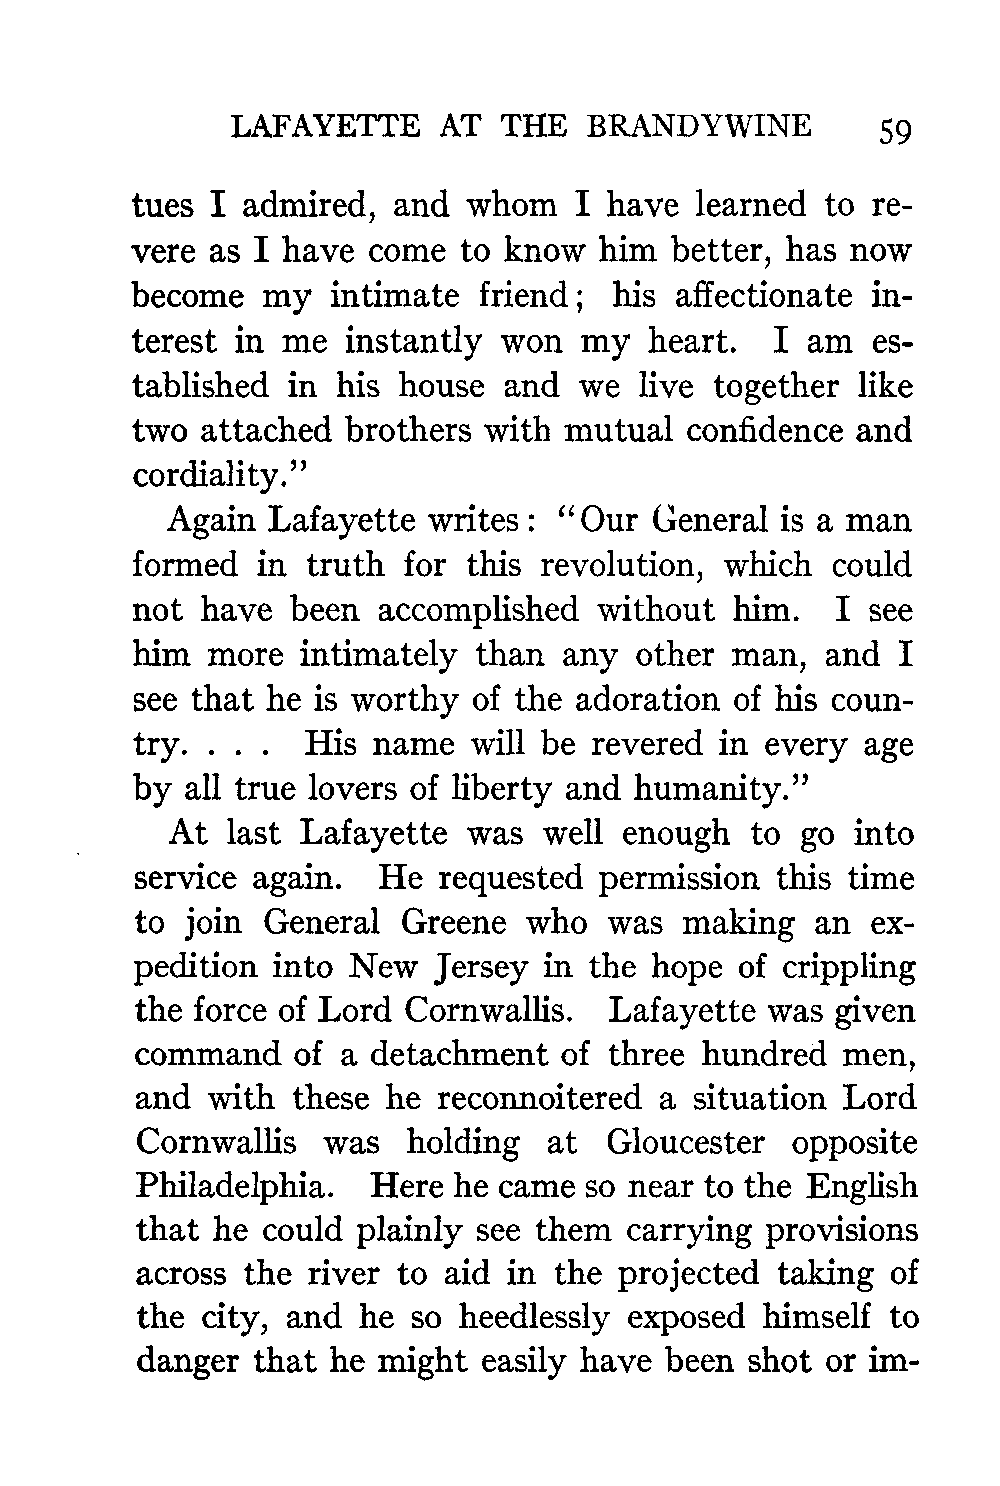 LAFAYETTE AT THE BRANDYWINE 59
tues I admired, and whom I have learned to re-
vere as I have come to know him better, has now
become my intimate friend; his affectionate in-
terest in me instantly won my heart. I am es-
tablished in his house and we live together like
two attached brothers with mutual confidence and
cordiality."
Again Lafayette writes: "Our General is a man
formed in truth for this revolution, which could
not have been accomplished without him. I see
him more intimately than any other man, and I
see that he is worthy of the adoration of his coun-
try. . . . His name will be revered in every age
by all true lovers of liberty and humanity."
At last Lafayette was well enough to go into
service again. He requested permission this time
to join General Greene who was making an ex-
pedition into New Jersey in the hope of crippling
the force of Lord Cornwallis. Lafayette was given
command of a detachment of three hundred men,
and with these he reconnoitered a situation Lord
Cornwallis was holding at Gloucester opposite
Philadelphia. Here he came so near to the English
that he could plainly see them carrying provisions
across the river to aid in the projected taking of
the city, and he so heedlessly exposed himself to
danger that he might easily have been shot or im-